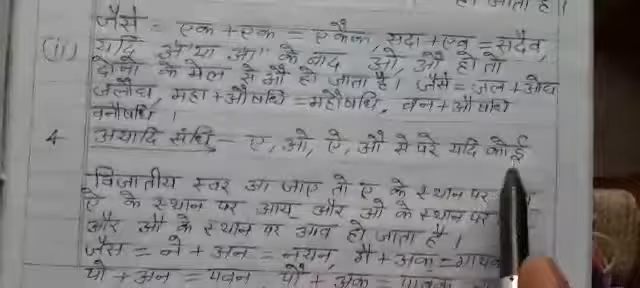 हो जाता है।
जैसे = एक+एक = एकैक, सदा+एव = सदैव,
(ii) यदि अ या आ के बाद ओ, औ हो तो
दोनों के मेल से औ हो जाता है। जैसे = जल+ओघ
जलौघ, महा+औषधि = महौषधि, वन+औषधि
वनौषधि।
4 अयादि संधि - ए, ओ, ऐ, औ से परे यदि कोई
विजातीय स्वर आ जाए तो ए के स्थान पर
ऐ के स्थान पर आय और ओ के स्थान पर
और औ के स्थान पर आव हो जाता है।
जैसे = ने + अन = नयन, गै + अक = गायक
पो + अन = पवन, पौ + अक =